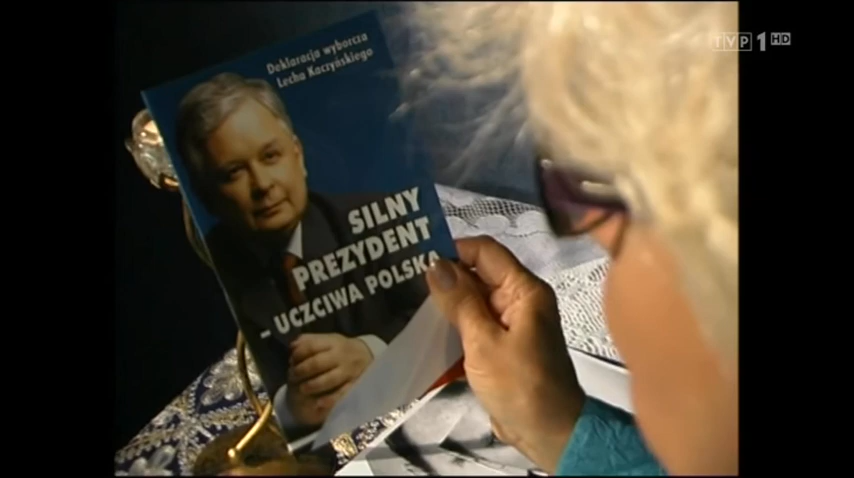 TVP 1 HD
Deklaracja wyborcza
Lecha Kaczyńskiego
SILNY
PREZYDENT
- UCZCIWA POLSKA